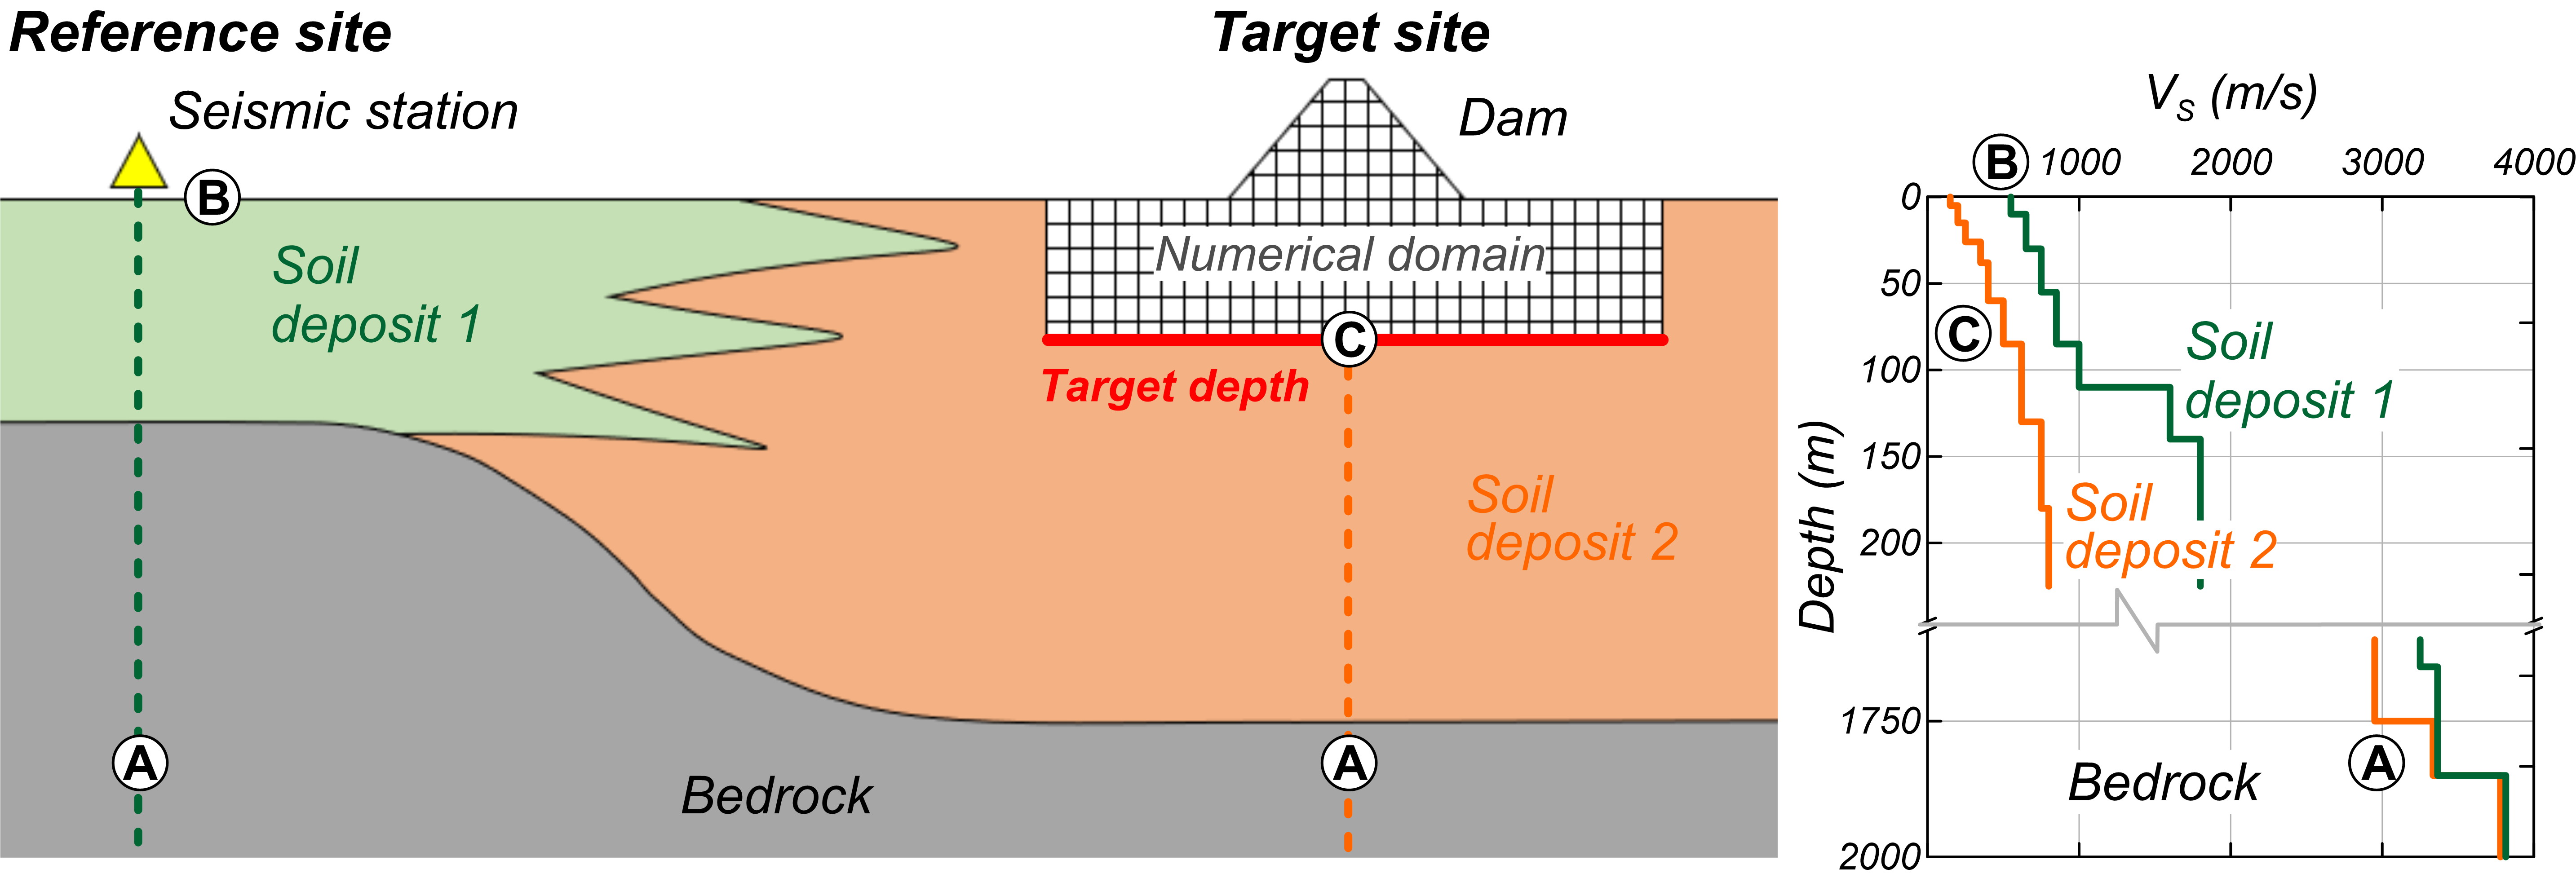 Reference site
Target site
Seismic station
Dam
B
Soil
deposit 1
Numerical domain
C
Target depth
Soil
deposit 2
A
A
Bedrock
V_S (m/s)
B
1000
2000
3000
4000
0
50
100
150
200
1750
2000
Depth (m)
C
Soil
deposit 1
Soil
deposit 2
A
Bedrock